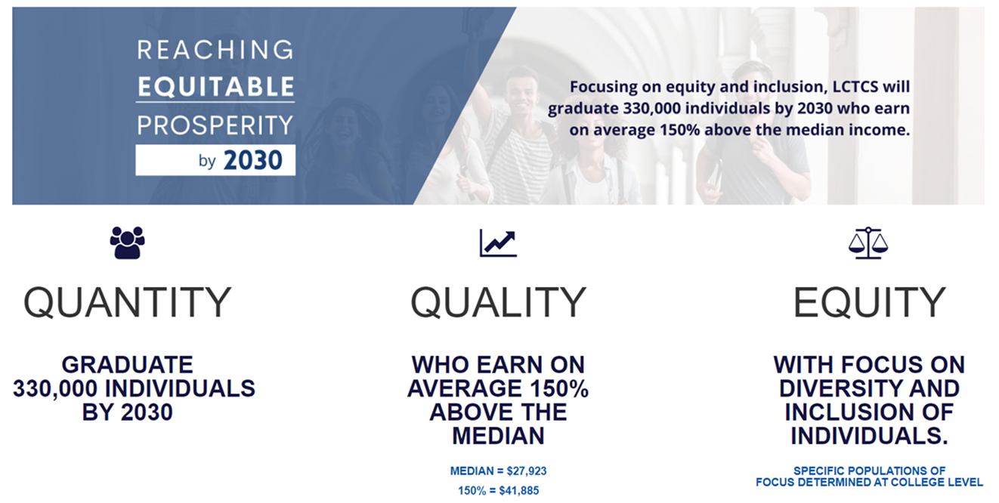 REACHING
EQUITABLE
PROSPERITY
by 2030
Focusing on equity and inclusion, LCTCS will
graduate 330,000 individuals by 2030 who earn
on average 150% above the median income.
QUANTITY
GRADUATE
330,000 INDIVIDUALS
BY 2030
QUALITY
WHO EARN ON
AVERAGE 150%
ABOVE THE
MEDIAN
MEDIAN = $27,923
150% = $41,885
EQUITY
WITH FOCUS ON
DIVERSITY AND
INCLUSION OF
INDIVIDUALS.
SPECIFIC POPULATIONS OF
FOCUS DETERMINED AT COLLEGE LEVEL